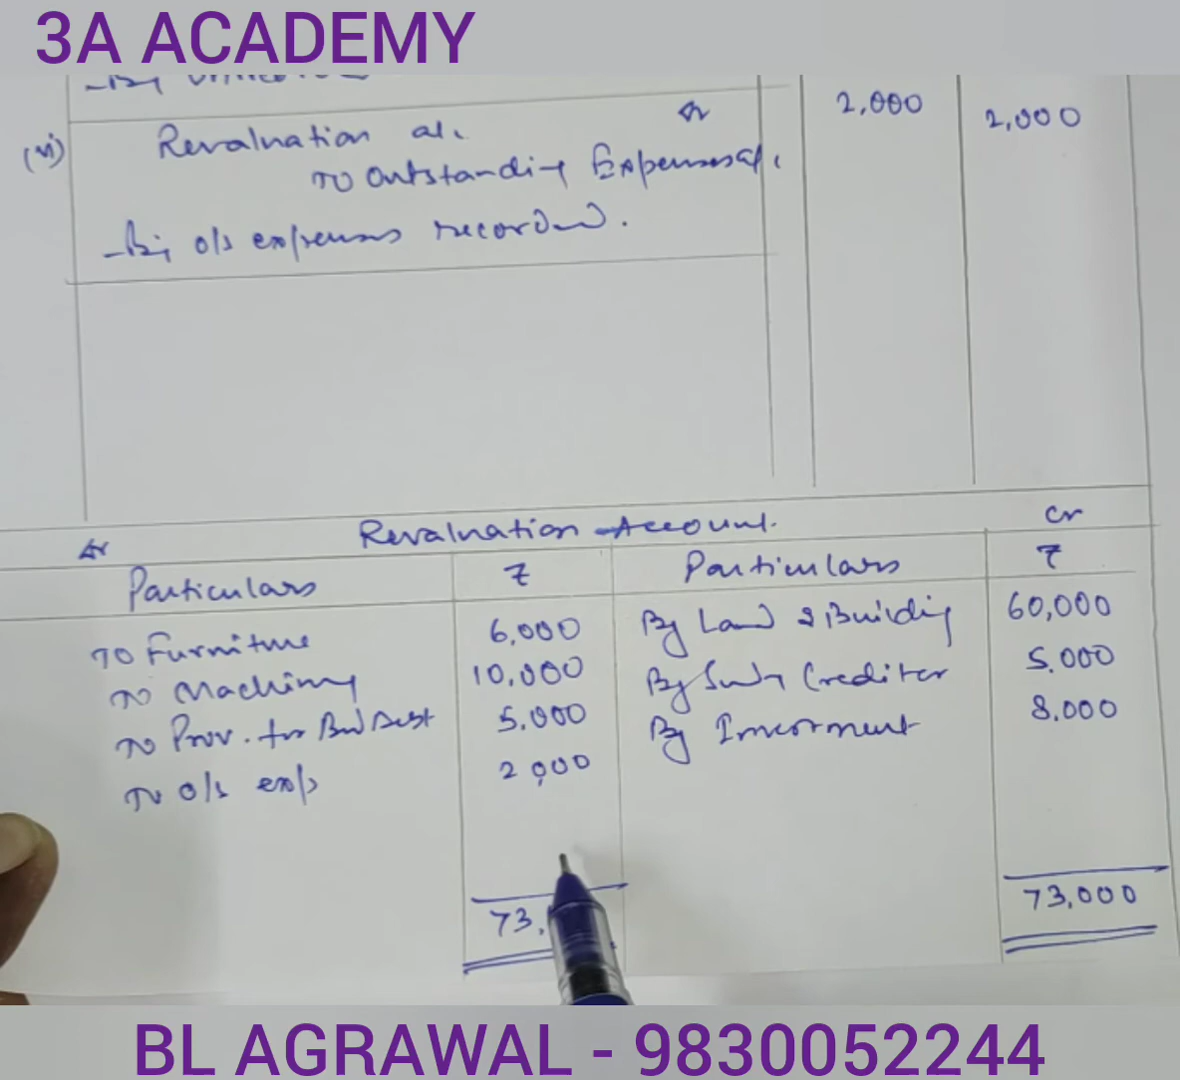 3A ACADEMY
2,000 2,000
(vi) Revaluation a/c Dr
To Outstanding Expenses a/c
-Being o/s expenses recorded.
Revaluation Account.
Dr Cr
Particulars ₹ Particulars ₹
To Furniture 6,000 By Land & Building 60,000
To Machinery 10,000 By Sundry Creditor 5.000
To Prov. for Bad Debt 5.000 By Investment 8.000
To o/s exp 2,000
73, 73,000
BL AGRAWAL - 9830052244